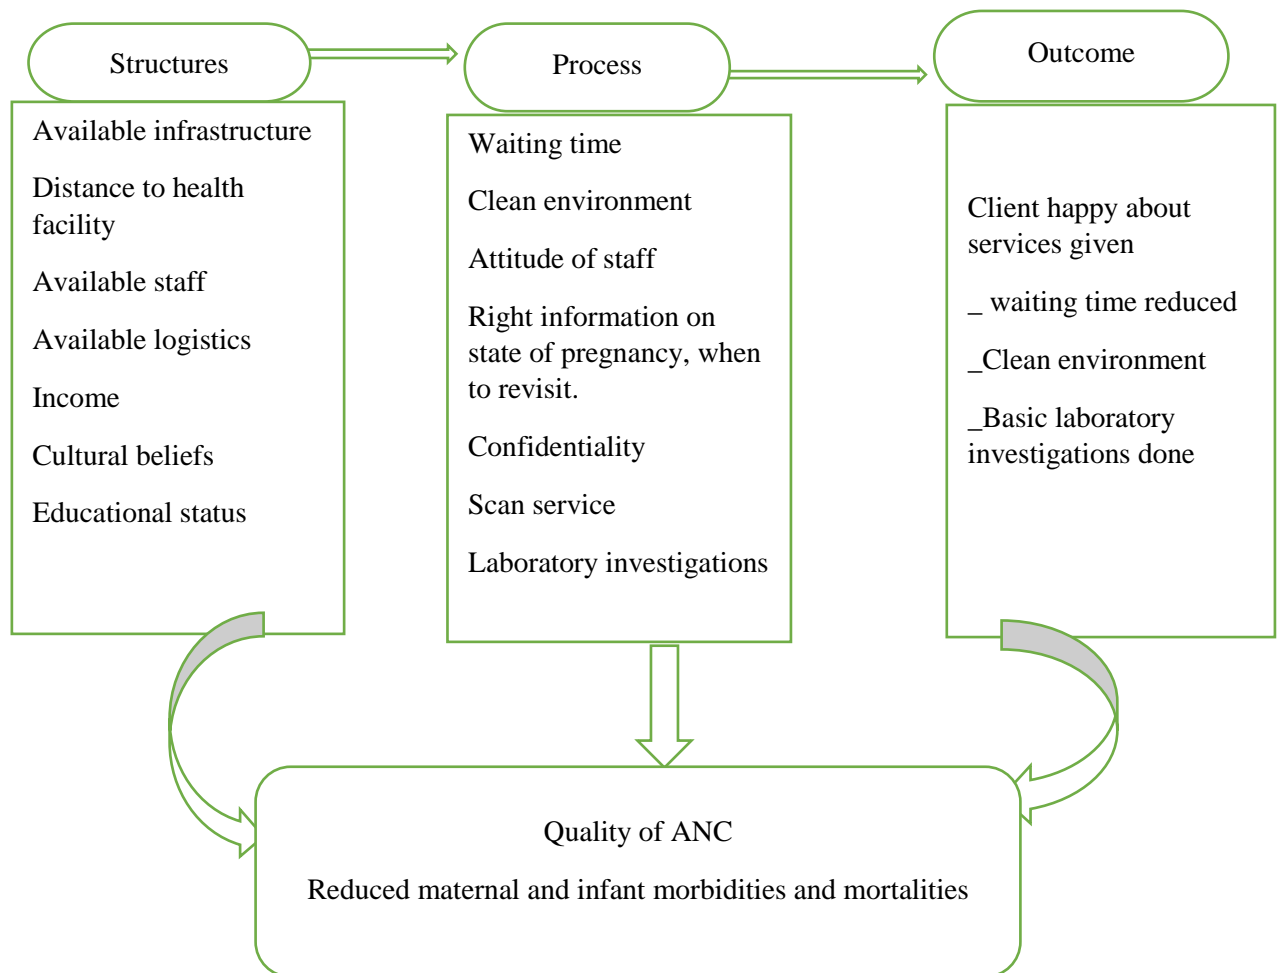 Structures
Available infrastructure
Distance to health
facility
Available staff
Available logistics
Income
Cultural beliefs
Educational status
Process
Waiting time
Clean environment
Attitude of staff
Right information on
state of pregnancy, when
to revisit.
Confidentiality
Scan service
Laboratory investigations
Outcome
Client happy about
services given
_ waiting time reduced
_Clean environment
_Basic laboratory
investigations done
Quality of ANC
Reduced maternal and infant morbidities and mortalities